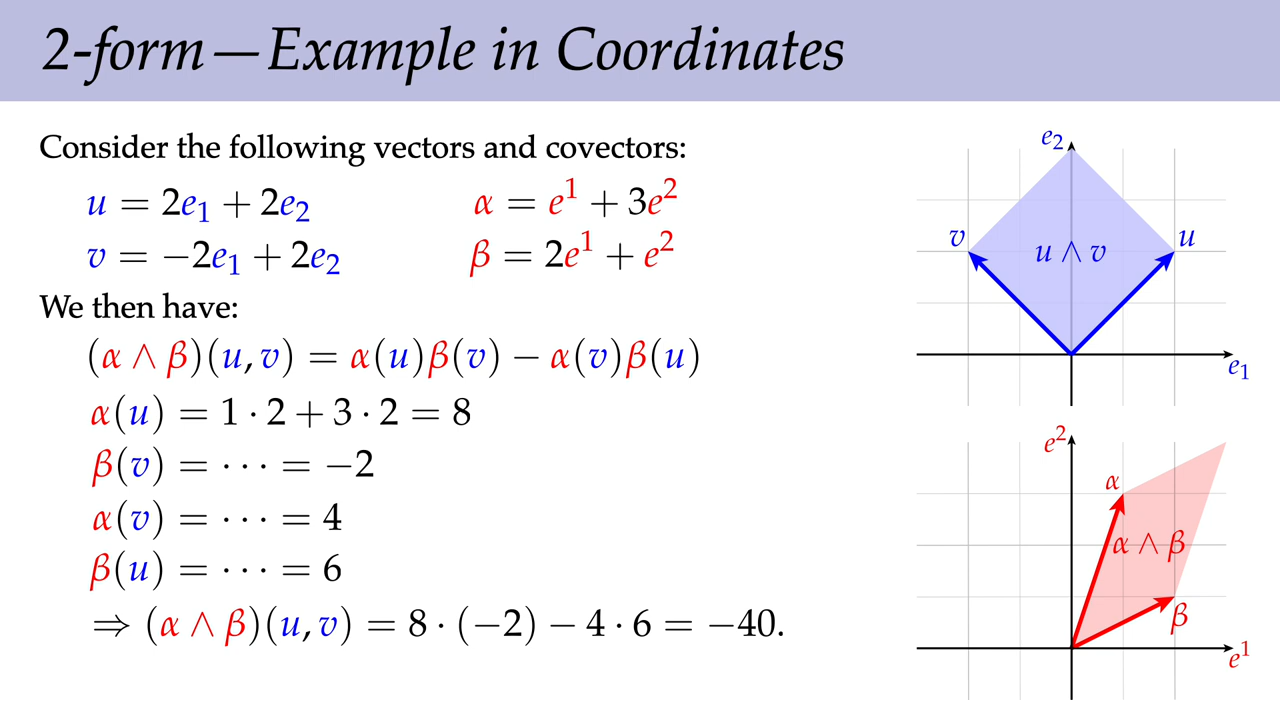 2-form—Example in Coordinates
Consider the following vectors and covectors:
u = 2e₁ + 2e₂
α = e¹ + 3e²
v = −2e₁ + 2e₂
β = 2e¹ + e²
We then have:
(α ∧ β)(u, v) = α(u)β(v) − α(v)β(u)
α(u) = 1 · 2 + 3 · 2 = 8
β(v) = · · · = −2
α(v) = · · · = 4
β(u) = · · · = 6
⇒ (α ∧ β)(u, v) = 8 · (−2) − 4 · 6 = −40.
e₂
v
u
u ∧ v
e₁
e²
α
α ∧ β
β
e¹